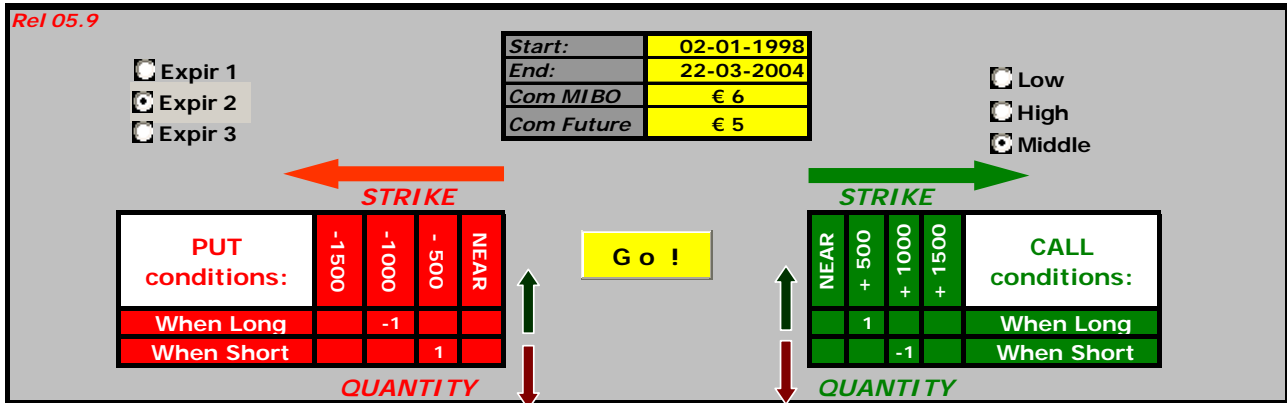 Rel 05.9
Start: 02-01-1998
End: 22-03-2004
Com MIBO € 6
Com Future € 5
Expir 1
Expir 2
Expir 3
Low
High
Middle
STRIKE
STRIKE
PUT
conditions:
- 1500
- 1000
- 500
NEAR
When Long -1
When Short 1
QUANTITY
Go !
NEAR
+ 500
+ 1000
+ 1500
CALL
conditions:
1 When Long
-1 When Short
QUANTITY